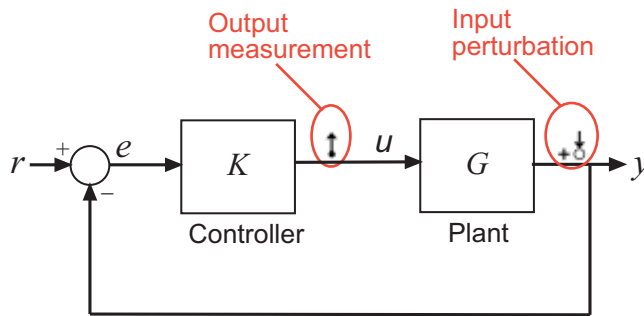 Output
measurement
Input
perturbation
r
+
−
e
K
u
G
+
y
Controller
Plant